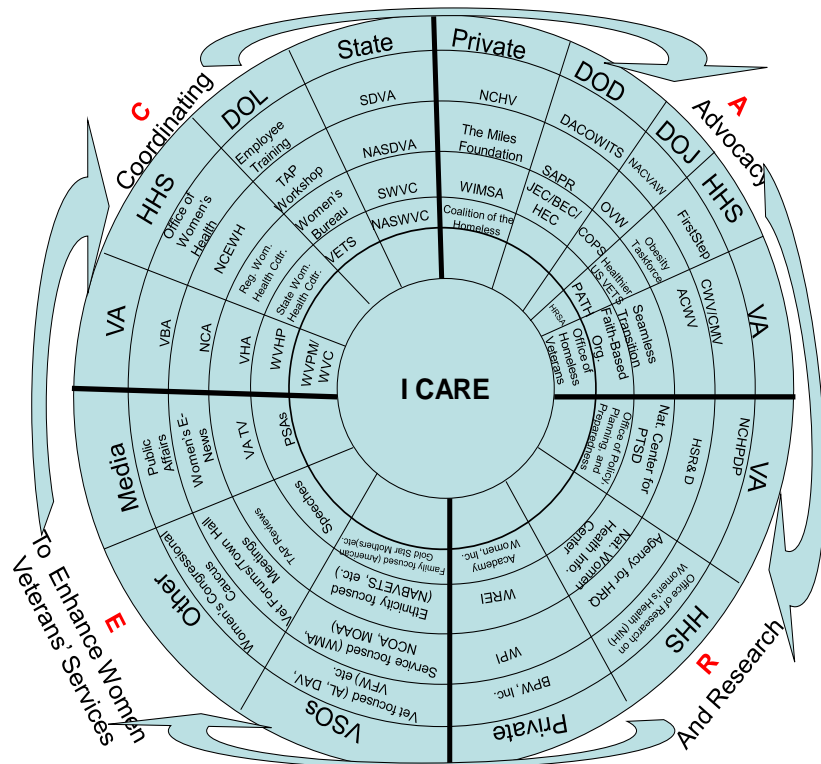 I CARE
C
Coordinating
State
SDVA
NASDVA
SWVC
NASWVC
DOL
Employee
Training
TAP
Workshop
Women's
Bureau
VETS
HHS
Office of
Women's
Health
NCEWH
Reg. Wom.
Health Cdtr.
State Wom.
Health Cdtr.
VA
VBA
NCA
VHA
WVHP
WVPM/
WVC
A
Advocacy
Private
NCHV
The Miles
Foundation
WIMSA
Coalition of the
Homeless
DOD
DACOWITS
SAPR
JEC/BEC/
HEC
DOJ
NACVAW
OVW
COPS
HHS
FirstStep
Obesity
Taskforce
Healthier
US VETS
PATH
HRSA
VA
CWV/CMV
ACWV
Seamless
Transition
Faith-Based
Org.
Office of
Homeless
Veterans
R
And Research
VA
NCHPDP
HSR& D
Nat. Center for
PTSD
Office of Policy,
Planning, and
Preparedness
HHS
Office of Research on
Women's Health (NIH)
Agency for HRQ
Nat. Women
Health Info.
Center
Private
BPW, Inc.
WPI
WREI
Academy
Women, Inc.
E
To Enhance Women
Veterans' Services
VSOs
Vet focused (AL, DAV,
VFW) etc.
Service focused (WMA,
NCOA, MOAA)
Ethnicity focused
(NABVETS, etc.)
Family focused (American
Gold Star Mothers)etc.
Other
Women's Congressional
Caucus
Vet Forums/Town Hall
Meetings
TAP Reviews
Speeches
Media
Public
Affairs
Women's E-
News
VA TV
PSAs